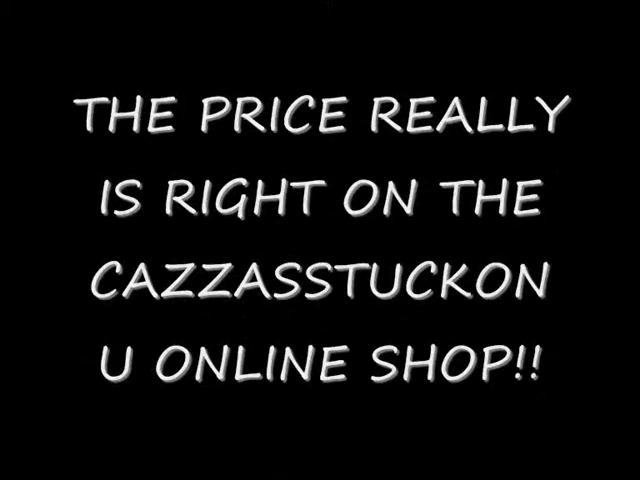 THE PRICE REALLY
IS RIGHT ON THE
CAZZASSTUCKON
U ONLINE SHOP!!